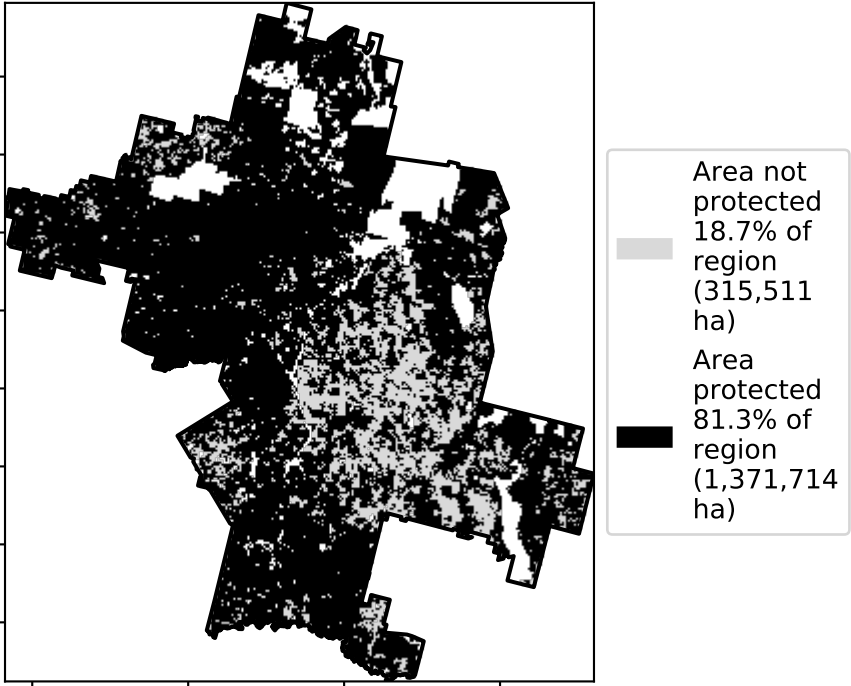 Area not
protected
18.7% of
region
(315,511
ha)
Area
protected
81.3% of
region
(1,371,714
ha)